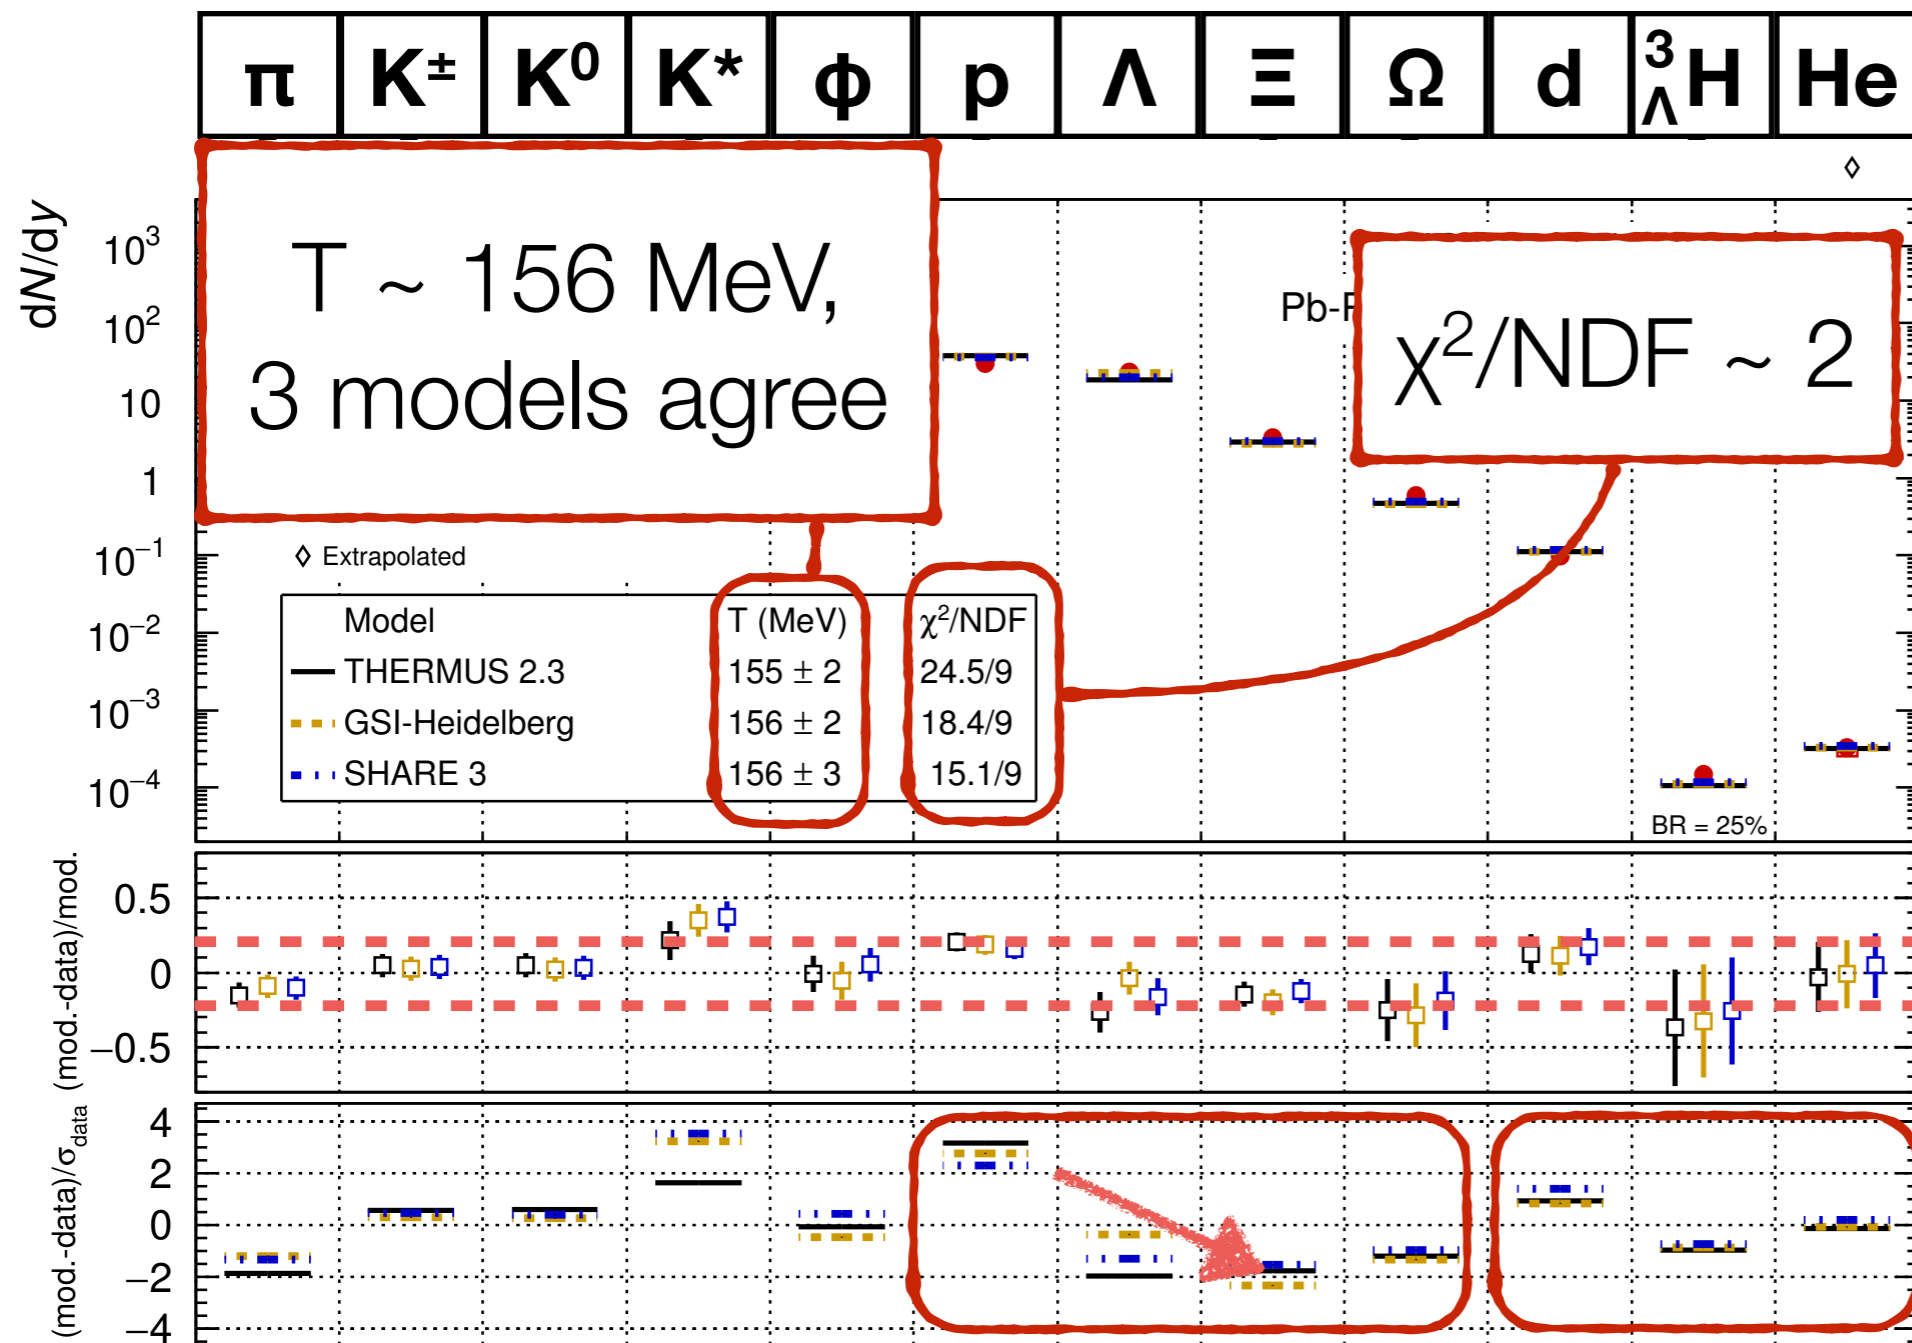 π K± K⁰ K* ϕ p Λ Ξ Ω d ³ΛH He
dN/dy
10³
10²
10
1
10⁻¹
10⁻²
10⁻³
10⁻⁴
T ~ 156 MeV,
3 models agree
Pb-
χ²/NDF ~ 2
◊ Extrapolated
Model T (MeV) χ²/NDF
THERMUS 2.3 155 ± 2 24.5/9
GSI-Heidelberg 156 ± 2 18.4/9
SHARE 3 156 ± 3 15.1/9
BR = 25%
(mod.-data)/mod.
0.5
0
−0.5
(mod.-data)/σdata
4
2
0
−2
−4